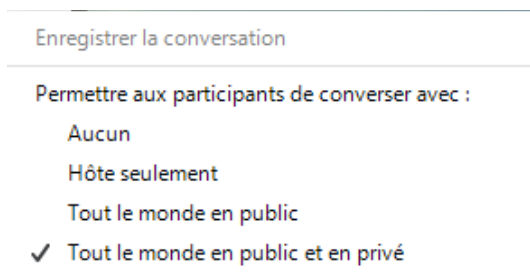 Enregistrer la conversation
Permettre aux participants de converser avec :
Aucun
Hôte seulement
Tout le monde en public
✓ Tout le monde en public et en privé